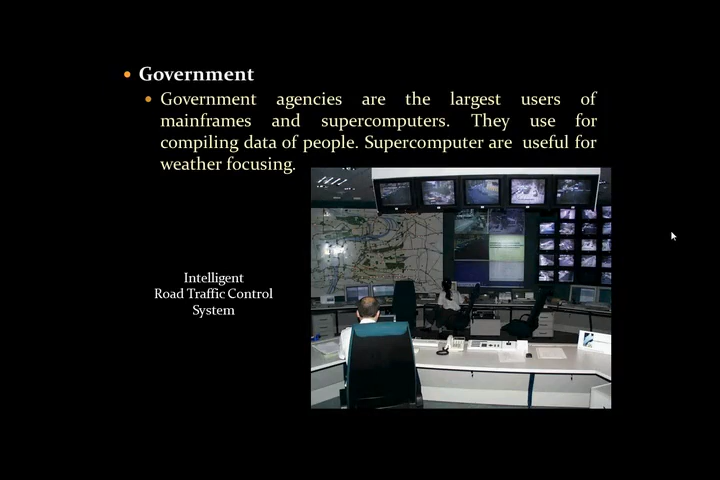 Government
Government agencies are the largest users of
mainframes and supercomputers. They use for
compiling data of people. Supercomputer are useful for
weather focusing.
Intelligent
Road Traffic Control
System